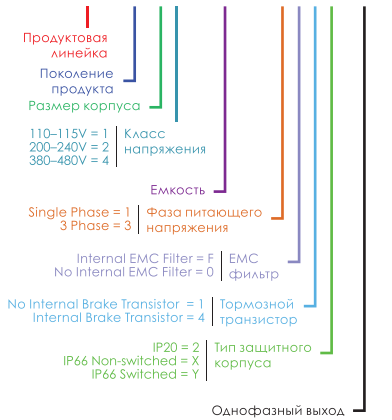 Продуктовая
линейка
Поколение
продукта
Размер корпуса
110–115V = 1
200–240V = 2
380–480V = 4
Класс
напряжения
Емкость
Single Phase = 1
3 Phase = 3
Фаза питающего
напряжения
Internal EMC Filter = F
No Internal EMC Filter = 0
EMC
фильтр
No Internal Brake Transistor = 1
Internal Brake Transistor = 4
Тормозной
транзистор
IP20 = 2
IP66 Non-switched = X
IP66 Switched = Y
Тип защитного
корпуса
Однофазный выход